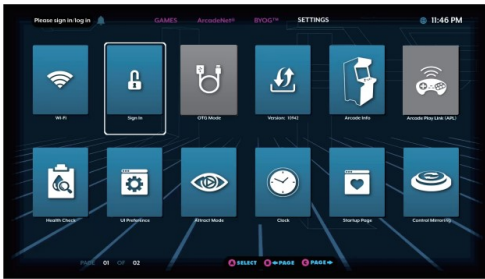 Please sign in/log in
GAMES ArcadeNet® BYOG™ SETTINGS
11:46 PM
Wi-Fi
Sign In
OTG Mode
Arcade Info
Arcade Play Link (APL)
Health Check
UI Preference
Attract Mode
Clock
Startup Page
Control Mirroring
PAGE 01 OF 02
A SELECT B PAGE C PAGE